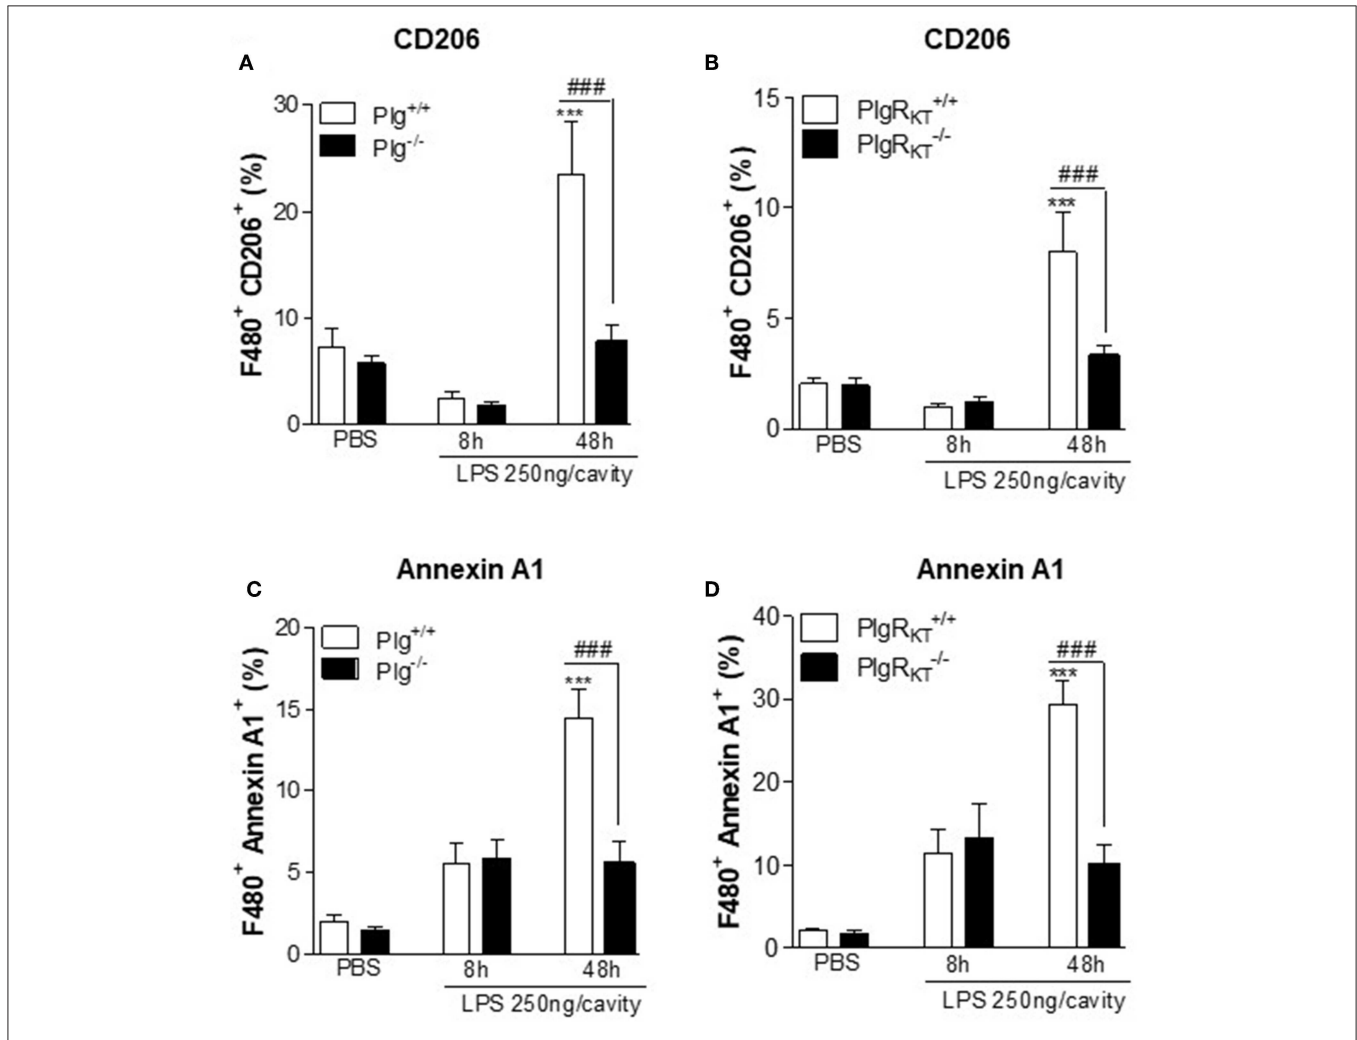 A
CD206
###
***
Plg+/+
Plg-/-
F480+ CD206+ (%)
30
20
10
0
PBS
8h
48h
LPS 250ng/cavity
B
CD206
###
***
PlgRKT+/+
PlgRKT-/-
F480+ CD206+ (%)
15
10
5
0
PBS
8h
48h
LPS 250ng/cavity
C
Annexin A1
###
***
Plg+/+
Plg-/-
F480+ Annexin A1+ (%)
20
15
10
5
0
PBS
8h
48h
LPS 250ng/cavity
D
Annexin A1
###
***
PlgRKT+/+
PlgRKT-/-
F480+ Annexin A1+ (%)
40
30
20
10
0
PBS
8h
48h
LPS 250ng/cavity